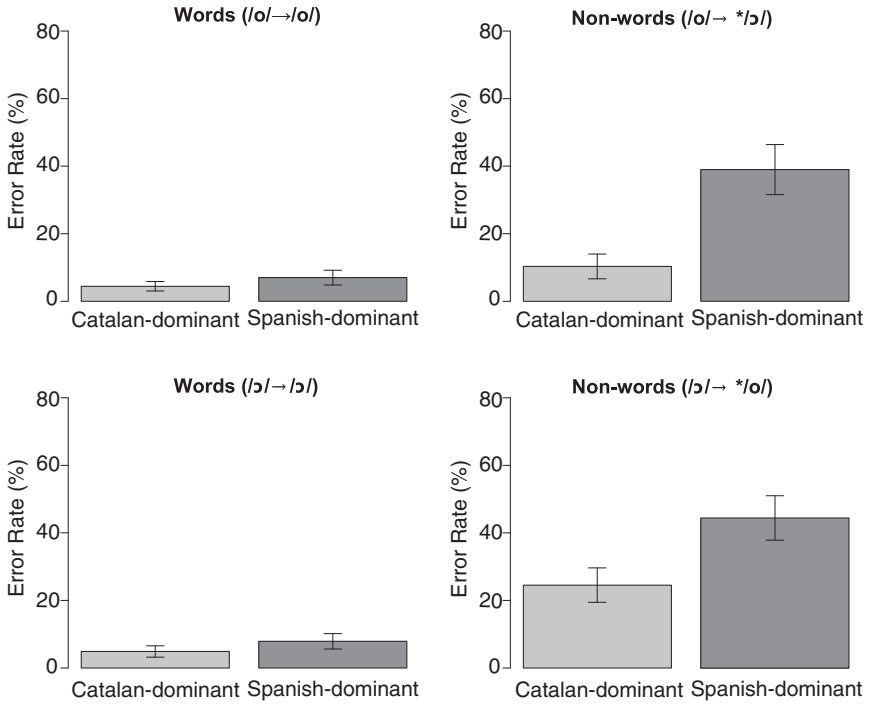 Words (/o/→/o/)
80
60
40
20
0
Error Rate (%)
Catalan-dominant Spanish-dominant
Non-words (/o/→ */ɔ/)
80
60
40
20
0
Error Rate (%)
Catalan-dominant Spanish-dominant
Words (/ɔ/→/ɔ/)
80
60
40
20
0
Error Rate (%)
Catalan-dominant Spanish-dominant
Non-words (/ɔ/→ */o/)
80
60
40
20
0
Error Rate (%)
Catalan-dominant Spanish-dominant